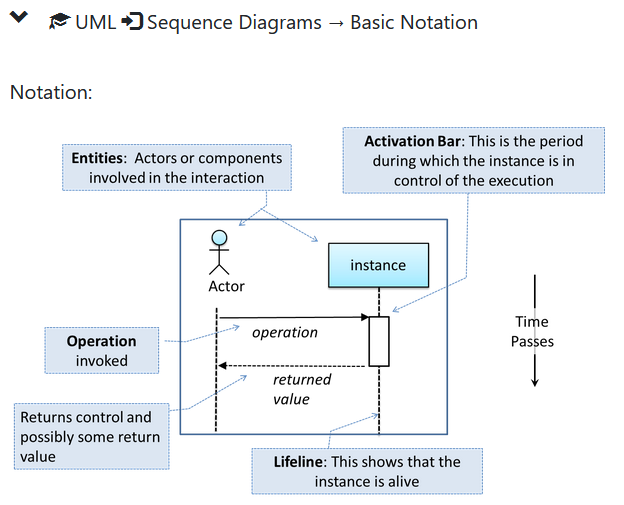 UML Sequence Diagrams → Basic Notation
Notation:
Entities: Actors or components
involved in the interaction
Activation Bar: This is the period
during which the instance is in
control of the execution
Actor
instance
operation
Operation
invoked
Time
Passes
returned
value
Returns control and
possibly some return
value
Lifeline: This shows that the
instance is alive